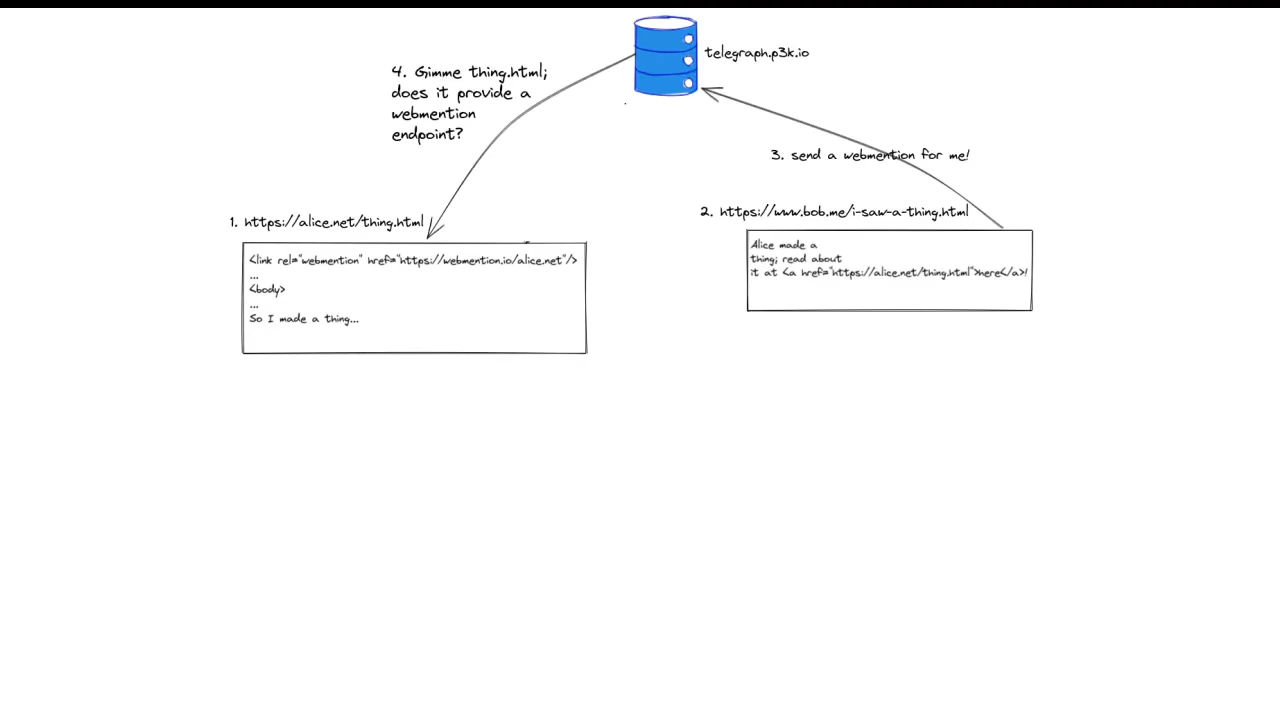 telegraph.p3k.io
4. Gimme thing.html;
does it provide a
webmention
endpoint?
3. send a webmention for me!
1. https://alice.net/thing.html
<link rel="webmention" href="https://webmention.io/alice.net"/>
...
<body>
...
So I made a thing...
2. https://www.bob.me/i-saw-a-thing.html
Alice made a
thing; read about
it at <a href="https://alice.net/thing.html">here</a>!